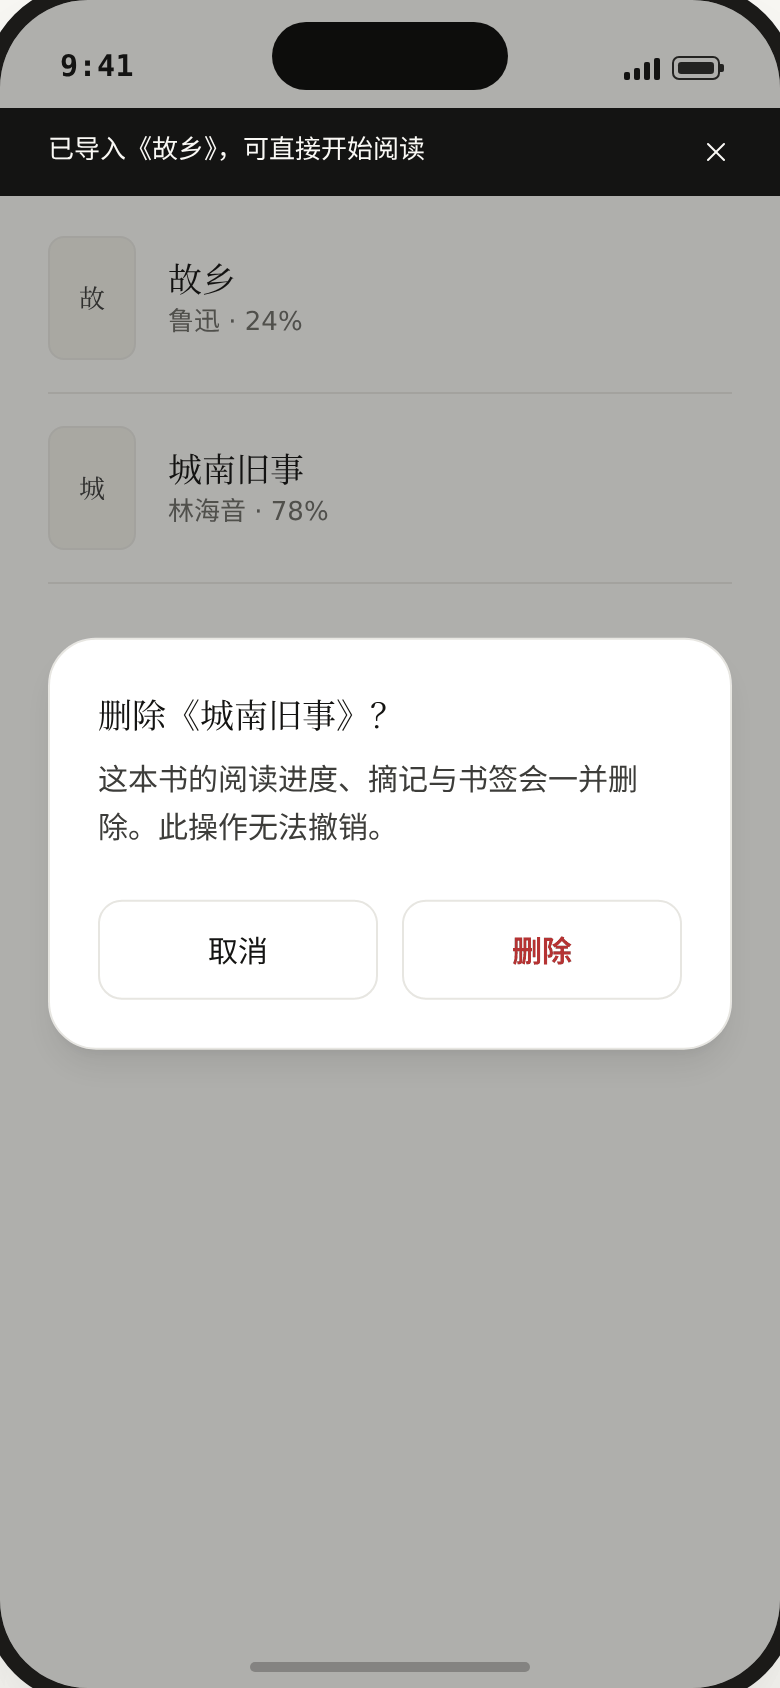 9:41
已导入《故乡》，可直接开始阅读
故
故乡
鲁迅 · 24%
城
城南旧事
林海音 · 78%
删除《城南旧事》？
这本书的阅读进度、摘记与书签会一并删
除。此操作无法撤销。
取消
删除